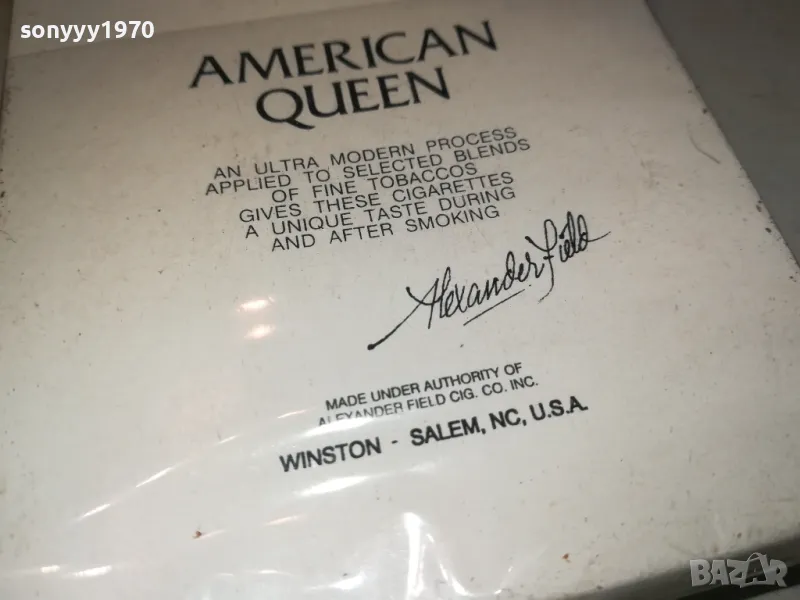 sonyyy1970
AMERICAN
QUEEN
AN ULTRA MODERN PROCESS
APPLIED TO SELECTED BLENDS
OF FINE TOBACCOS
GIVES THESE CIGARETTES
A UNIQUE TASTE DURING
AND AFTER SMOKING
Alexander Field
MADE UNDER AUTHORITY OF
ALEXANDER FIELD CIG. CO. INC.
WINSTON - SALEM, NC, U.S.A.
BAZAR